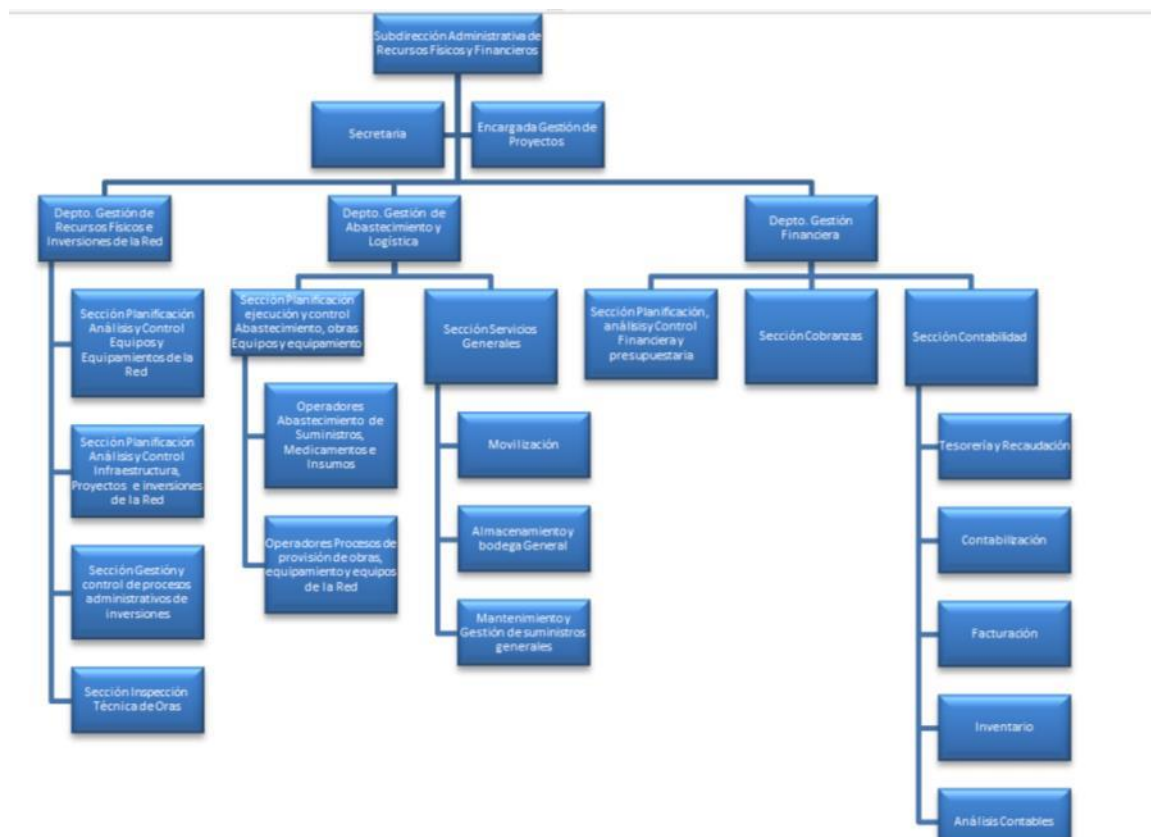 Subdirección Administrativa de
Recursos Físicos y Financieros
Secretaria
Encargada Gestión de
Proyectos
Depto. Gestión de
Recursos Físicos e
Inversiones de la Red
Depto. Gestión de
Abastecimiento y
Logística
Depto. Gestión
Financiera
Sección Planificación
Análisis y Control
Equipos y
Equipamientos de la
Red
Sección Planificación
Análisis y Control
Infraestructura,
Proyectos e inversiones
de la Red
Sección Gestión y
control de procesos
administrativos de
inversiones
Sección Inspección
Técnica de Oras
Sección Planificación
ejecución y control
Abastecimiento, obras
Equipos y equipamiento
Operadores
Abastecimiento de
Suministros,
Medicamentos e
Insumos
Operadores Procesos de
provisión de obras,
equipamiento y equipos
de la Red
Sección Servicios
Generales
Movilización
Almacenamiento y
bodega General
Mantenimiento y
Gestión de suministros
generales
Sección Planificación,
análisis y Control
Financiera y
presupuestaria
Sección Cobranzas
Sección Contabilidad
Tesorería y Recaudación
Contabilización
Facturación
Inventario
Análisis Contables